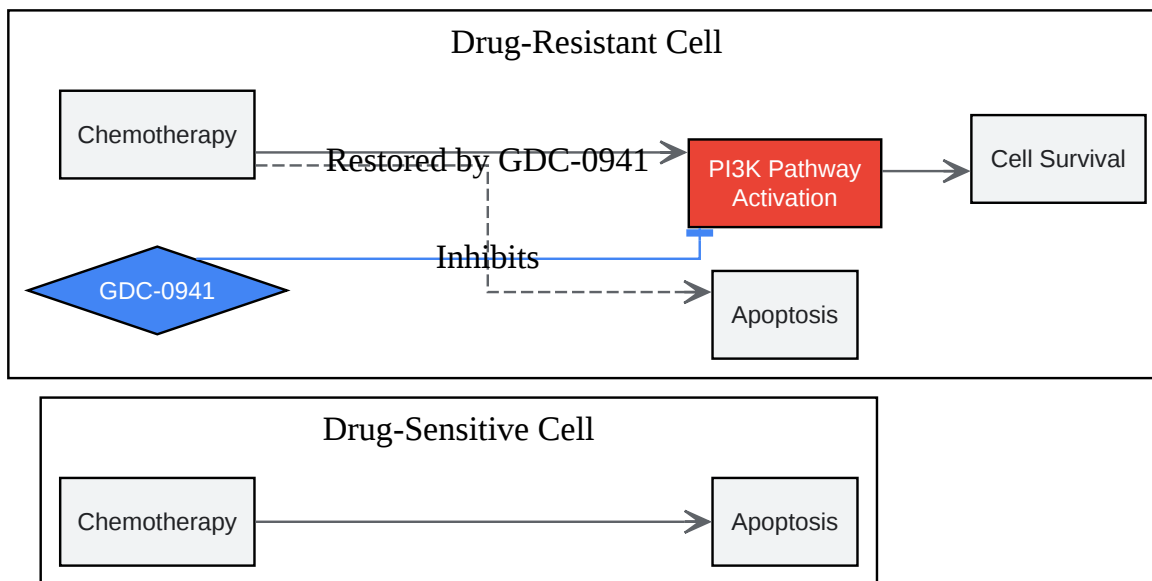 Drug-Resistant Cell
Chemotherapy
Restored by GDC-0941
PI3K Pathway
Activation
Cell Survival
Inhibits
GDC-0941
Apoptosis
Drug-Sensitive Cell
Chemotherapy
Apoptosis